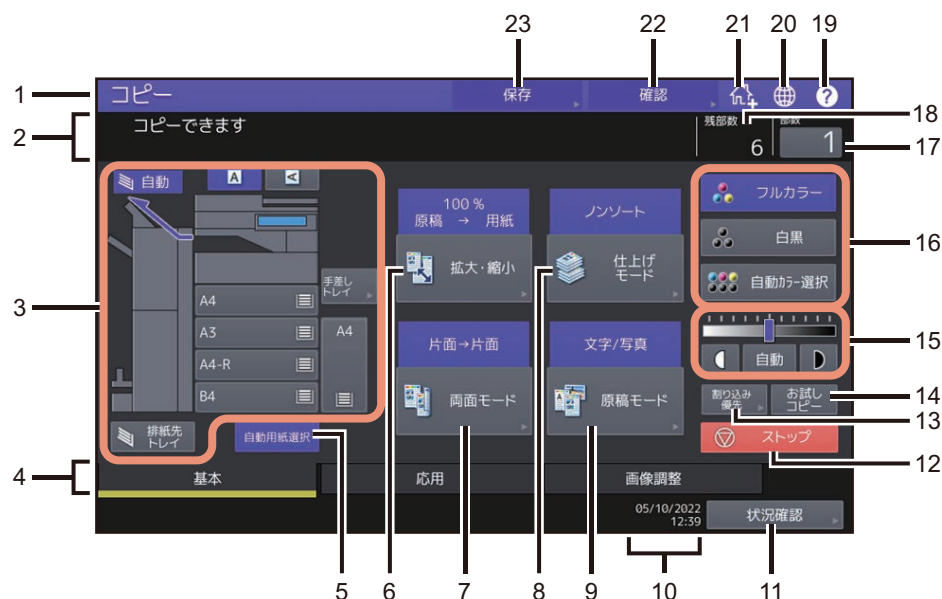 23
22
21
20
19
1
コピー
保存
確認
?
2
コピーできます
残部数
6
部数
1
18
17
3
自動
A
A
手差し
トレイ
A4
A3
A4-R
B4
A4
排紙先
トレイ
自動用紙選択
100 %
原稿 → 用紙
拡大・縮小
ノンソート
仕上げ
モード
片面→片面
両面モード
文字/写真
原稿モード
フルカラー
白黒
自動カラー選択
16
自動
15
割り込み
優先
お試し
コピー
14
13
ストップ
12
4
基本
応用
画像調整
05/10/2022
12:39
状況確認
5
6
7
8
9
10
11